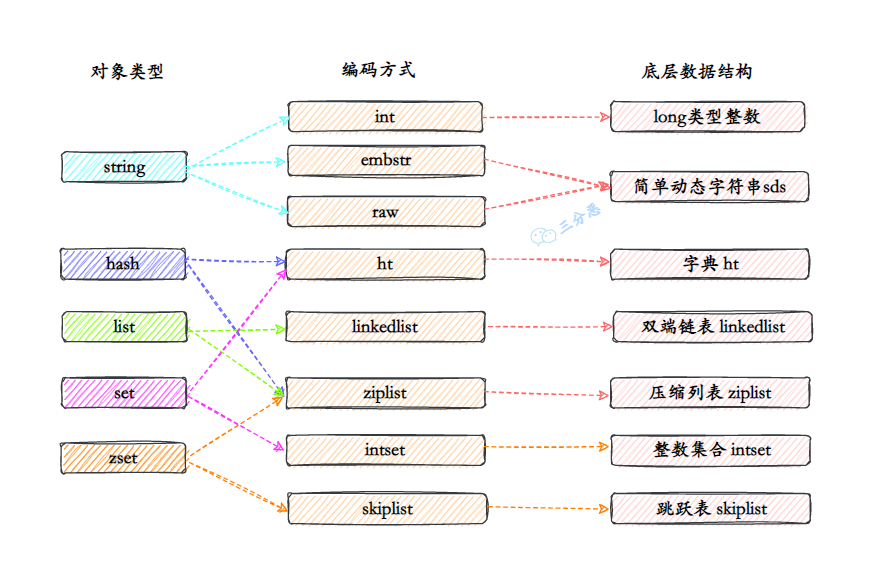 对象类型 编码方式 底层数据结构
int long类型整数
string embstr 简单动态字符串sds
raw
三分恶
hash ht 字典 ht
list linkedlist 双端链表 linkedlist
set ziplist 压缩列表 ziplist
zset intset 整数集合 intset
skiplist 跳跃表 skiplist